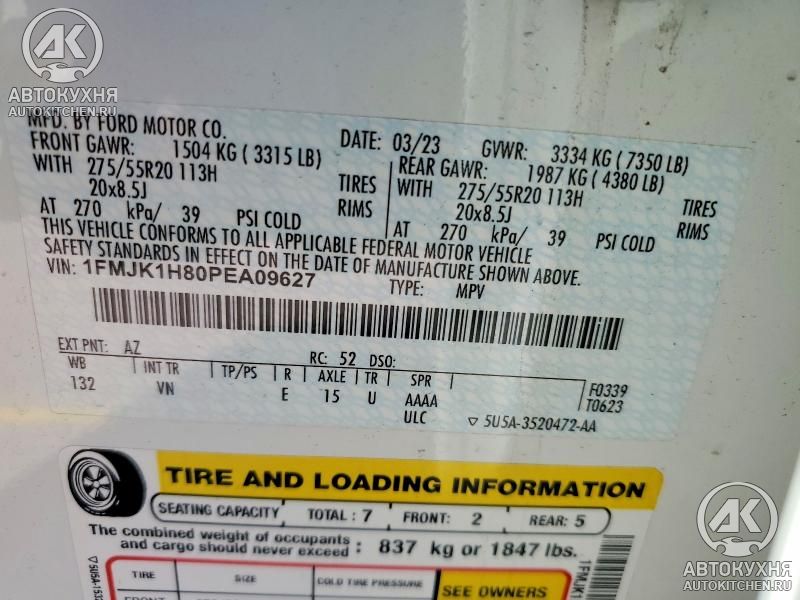 АК
АВТОКУХНЯ
AUTOKITCHEN.RU
MFD. BY FORD MOTOR CO.
DATE: 03/23 GVWR: 3334 KG ( 7350 LB)
FRONT GAWR: 1504 KG ( 3315 LB)
REAR GAWR: 1987 KG ( 4380 LB)
WITH 275/55R20 113H TIRES
WITH 275/55R20 113H TIRES
20x8.5J RIMS
20x8.5J RIMS
AT 270 kPa/ 39 PSI COLD
AT 270 kPa/ 39 PSI COLD
THIS VEHICLE CONFORMS TO ALL APPLICABLE FEDERAL MOTOR VEHICLE
SAFETY STANDARDS IN EFFECT ON THE DATE OF MANUFACTURE SHOWN ABOVE.
VIN: 1FMJK1H80PEA09627
TYPE: MPV
EXT PNT: AZ RC: 52 DSO:
WB INT TR TP/PS R AXLE TR SPR
132 VN E 15 U AAAA
ULC
F0339
T0623
5U5A-3520472-AA
TIRE AND LOADING INFORMATION
SEATING CAPACITY TOTAL : 7 FRONT: 2 REAR: 5
The combined weight of occupants
and cargo should never exceed : 837 kg or 1847 lbs.
TIRE SIZE COLD TIRE PRESSURE
SEE OWNERS
АК
АВТОКУХНЯ
AUTOKITCHEN.RU